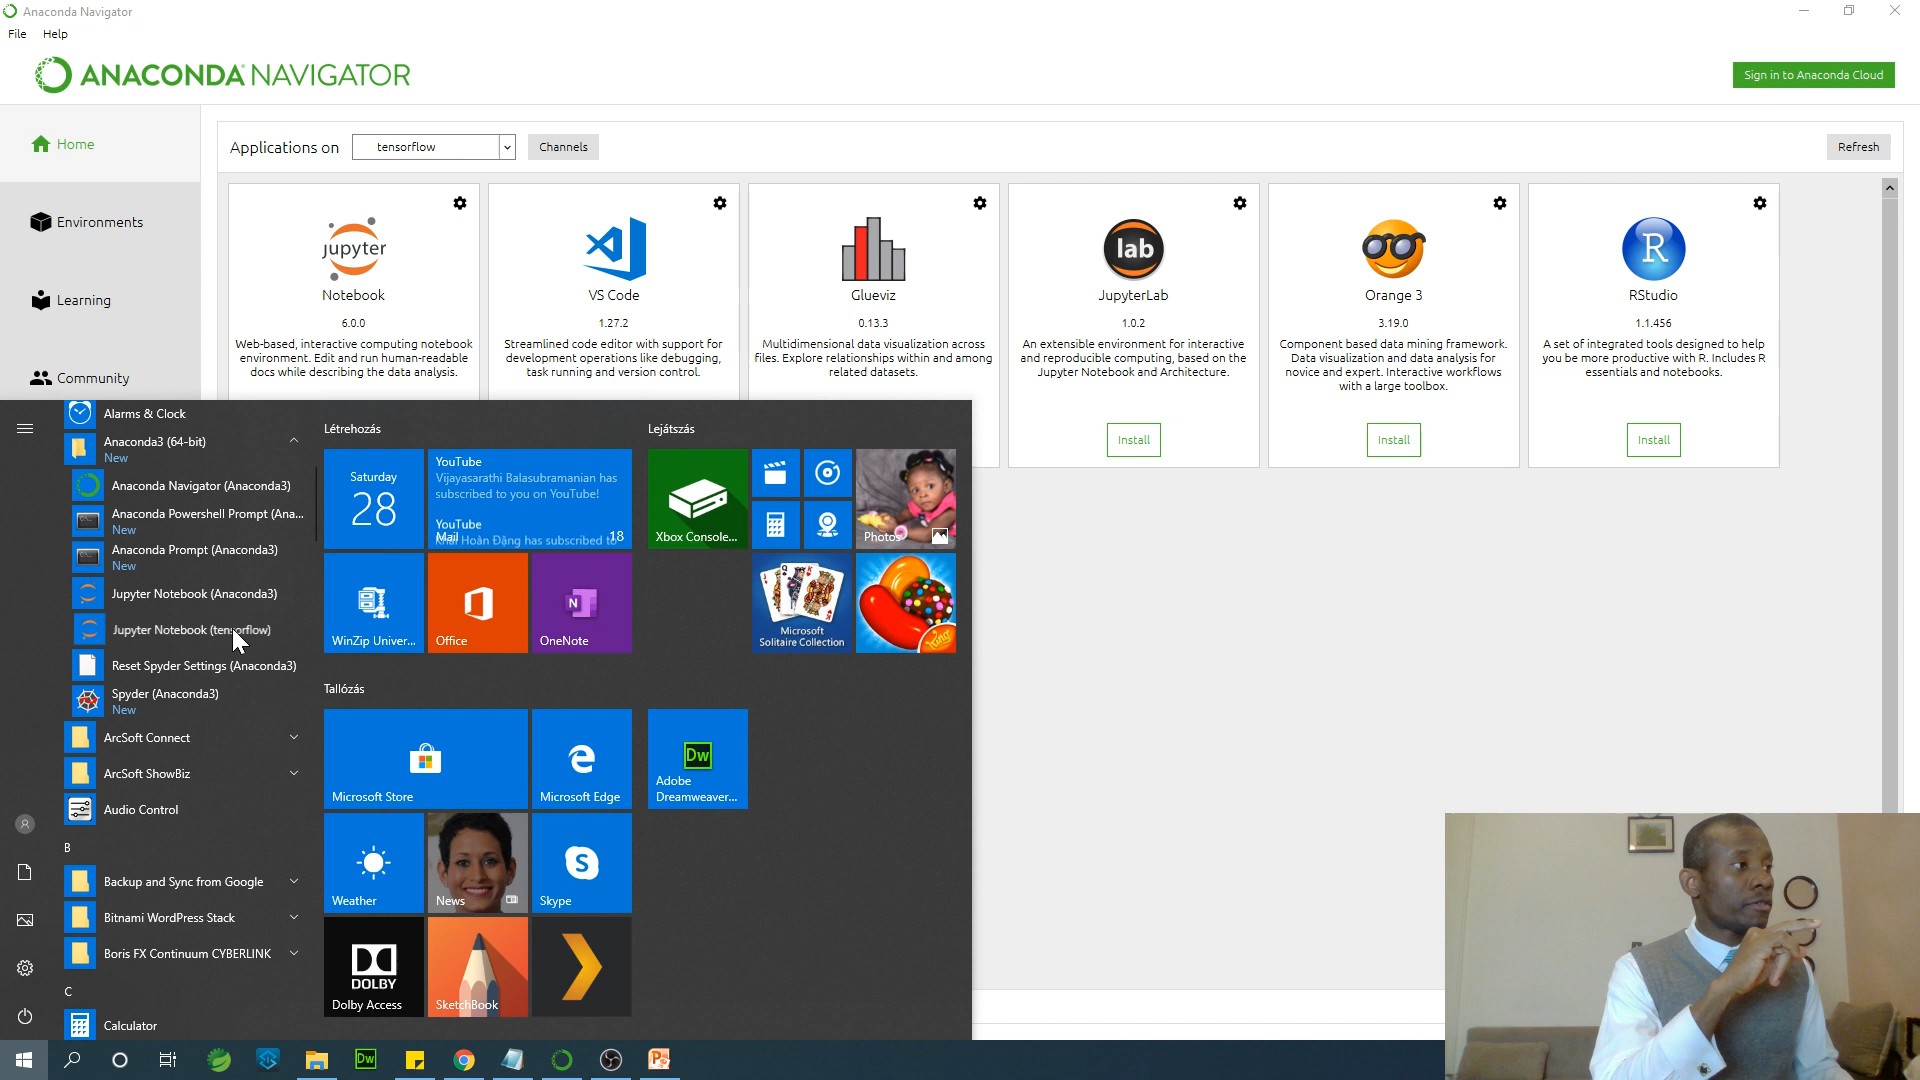 Anaconda Navigator
File Help
ANACONDA NAVIGATOR
Sign in to Anaconda Cloud
Home
Environments
Learning
Community
Applications on tensorflow Channels Refresh
jupyter
Notebook
6.0.0
Web-based, interactive computing notebook
environment. Edit and run human-readable
docs while describing the data analysis.
VS Code
1.27.2
Streamlined code editor with support for
development operations like debugging,
task running and version control.
Glueviz
0.13.3
Multidimensional data visualization across
files. Explore relationships within and among
related datasets.
lab
JupyterLab
1.0.2
An extensible environment for interactive
and reproducible computing, based on the
Jupyter Notebook and Architecture.
Install
Orange 3
3.19.0
Component based data mining framework.
Data visualization and data analysis for
novice and expert. Interactive workflows
with a large toolbox.
Install
R
RStudio
1.1.456
A set of integrated tools designed to help
you be more productive with R. Includes R
essentials and notebooks.
Install
Alarms & Clock
Anaconda3 (64-bit)
New
Anaconda Navigator (Anaconda3)
Anaconda Powershell Prompt (Ana...
New
Anaconda Prompt (Anaconda3)
New
Jupyter Notebook (Anaconda3)
Jupyter Notebook (tensorflow)
Reset Spyder Settings (Anaconda3)
Spyder (Anaconda3)
New
ArcSoft Connect
ArcSoft ShowBiz
Audio Control
B
Backup and Sync from Google
Bitnami WordPress Stack
Boris FX Continuum CYBERLINK
C
Calculator
Létrehozás
Saturday
28
YouTube
Vijayasarathi Balasubramanian has
subscribed to you on YouTube!
YouTube
Khải Hoàn Đặng has subscribed to
Mail
18
WinZip Univer...
Office
N
OneNote
Lejátszás
Xbox Console...
Photos
Microsoft
Solitaire Collection
King
Tallózás
Microsoft Store
Microsoft Edge
Dw
Adobe
Dreamweaver...
Weather
News
S
Skype
DOLBY
Dolby Access
SketchBook
Dw